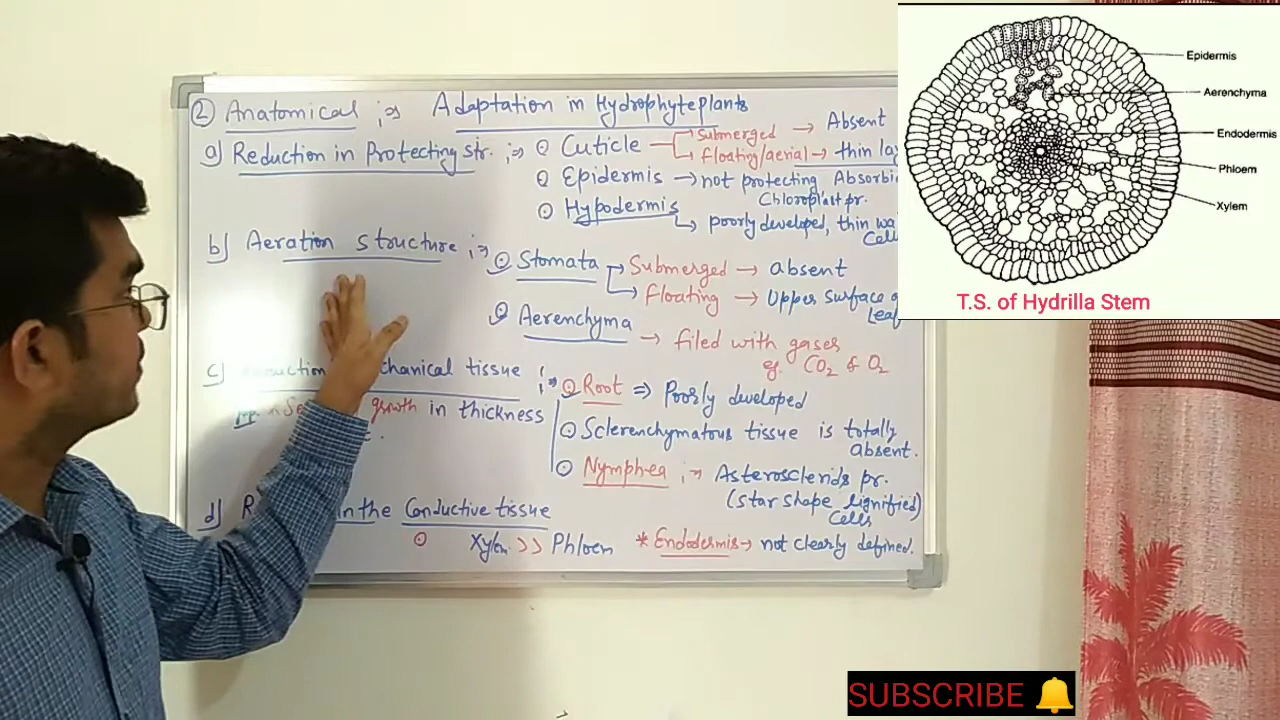 2 Anatomical ;⇒ Adaptation in Hydrophyte plants
a) Reduction in Protecting str. ;⇒ ⊙ Cuticle → Submerged → Absent
→ floating/aerial → thin lay
⊙ Epidermis → not protecting, Absorbi
Chloroplast pr.
⊙ Hypodermis → poorly developed, thin wa
Cell
b) Aeration structure ;⇒ ⊙ Stomata → Submerged → absent
→ floating → Upper surface o
Leaf
⊙ Aerenchyma → filed with gases
eg. CO2 & O2
c) chanical tissue ;⇒ ⊙ Root ⇒ Poorly developed
growth in thickness
⊙ Sclerenchymatous tissue is totally
absent.
⊙ Nymphea ;⇒ Asterosclerids pr.
(star shape lignified)
Cells
d) R in the Conductive tissue
⊙ Xylem >> Phloem * Endodermis → not clearly defined.
Epidermis
Aerenchyma
Endodermis
Phloem
Xylem
T.S. of Hydrilla Stem
SUBSCRIBE 🔔